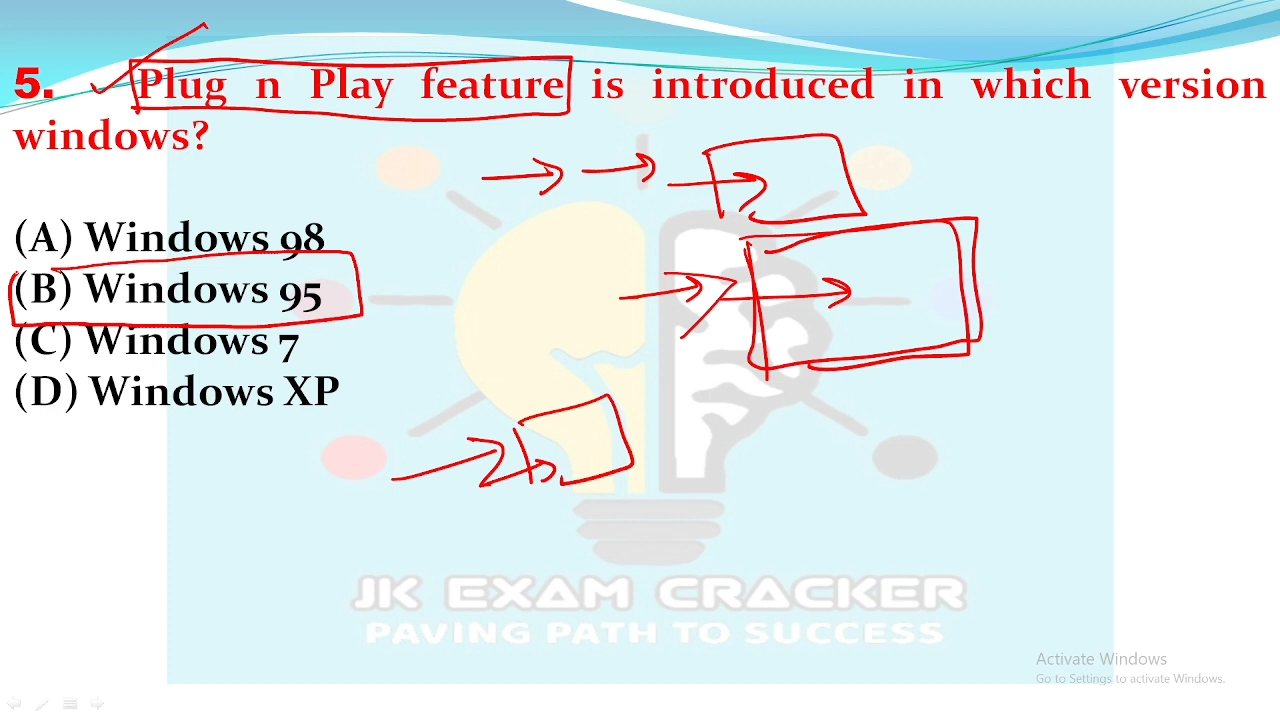 5. Plug n Play feature is introduced in which version
windows?
(A) Windows 98
(B) Windows 95
(C) Windows 7
(D) Windows XP
JK EXAM CRACKER
PAVING PATH TO SUCCESS
Activate Windows
Go to Settings to activate Windows.